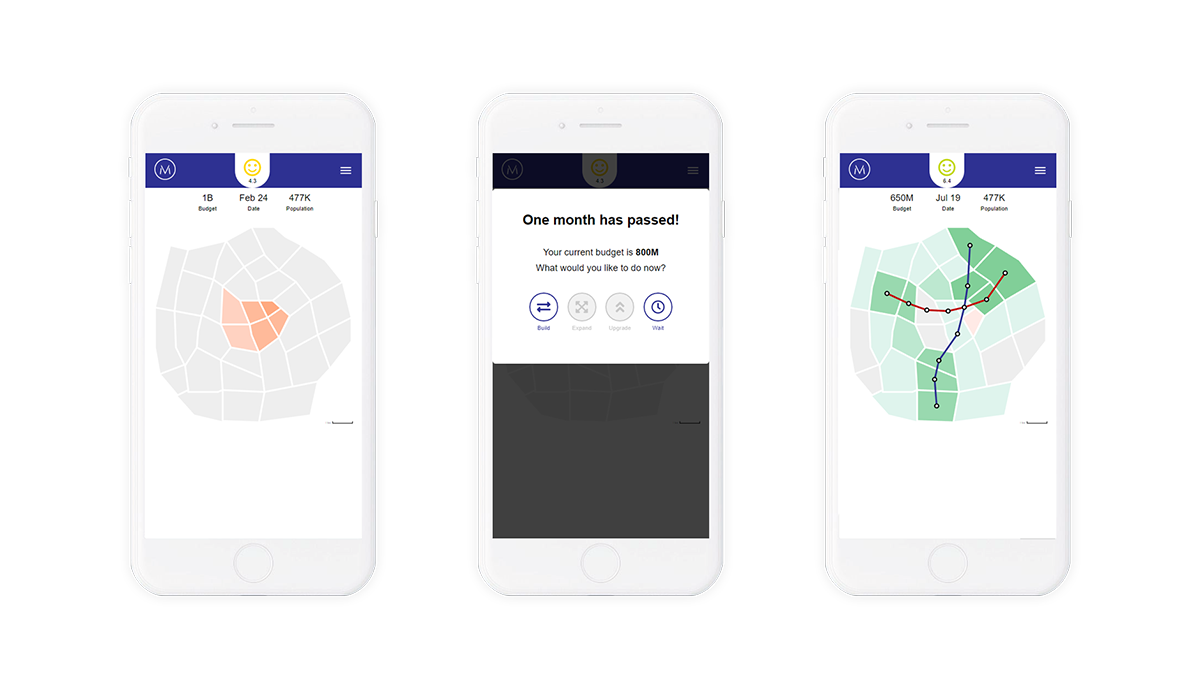 M
4.3
1B
Feb 24
477K
Budget
Date
Population
M
4.3
One month has passed!
Your current budget is 800M
What would you like to do now?
Build
Expand
Upgrade
Wait
M
6.4
650M
Jul 19
477K
Budget
Date
Population